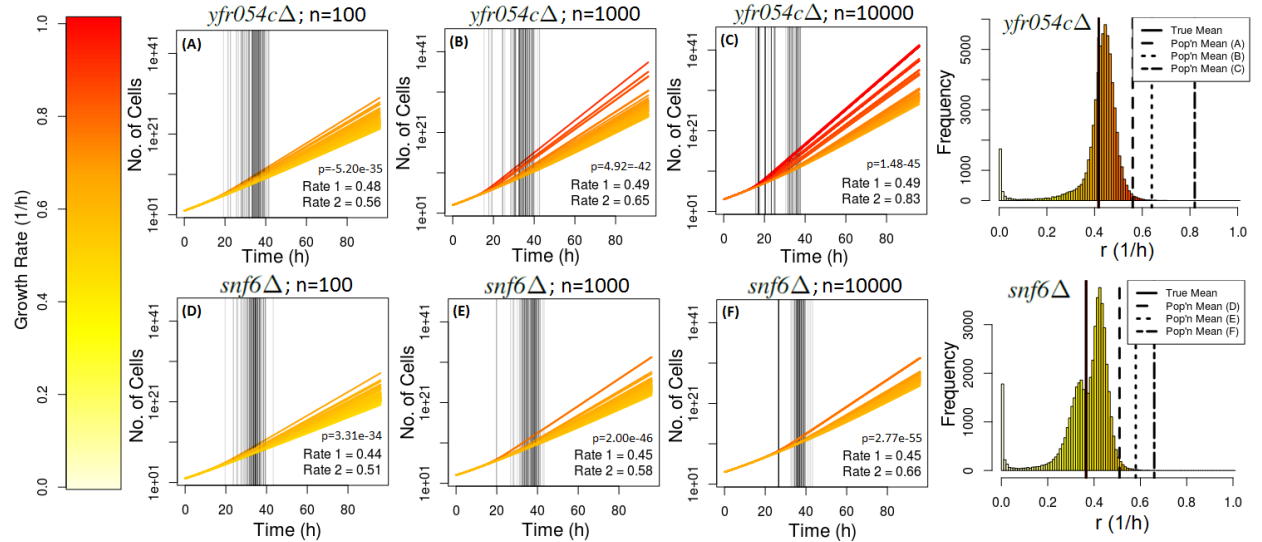 Growth Rate (1/h)
0.0 0.2 0.4 0.6 0.8 1.0
yfr054cΔ; n=100
(A)
No. of Cells
1e+01 1e+21 1e+41
p=-5.20e-35
Rate 1 = 0.48
Rate 2 = 0.56
0 20 40 60 80
Time (h)
yfr054cΔ; n=1000
(B)
No. of Cells
1e+01 1e+21 1e+41
p=4.92=-42
Rate 1 = 0.49
Rate 2 = 0.65
0 20 40 60 80
Time (h)
yfr054cΔ; n=10000
(C)
No. of Cells
1e+01 1e+21 1e+41
p=1.48-45
Rate 1 = 0.49
Rate 2 = 0.83
0 20 40 60 80
Time (h)
yfr054cΔ
True Mean
Pop'n Mean (A)
Pop'n Mean (B)
Pop'n Mean (C)
Frequency
0 1000 3000 5000
0.0 0.2 0.4 0.6 0.8 1.0
r (1/h)
snf6Δ; n=100
(D)
No. of Cells
1e+01 1e+21 1e+41
p=3.31e-34
Rate 1 = 0.44
Rate 2 = 0.51
0 20 40 60 80
Time (h)
snf6Δ; n=1000
(E)
No. of Cells
1e+01 1e+21 1e+41
p=2.00e-46
Rate 1 = 0.45
Rate 2 = 0.58
0 20 40 60 80
Time (h)
snf6Δ; n=10000
(F)
No. of Cells
1e+01 1e+21 1e+41
p=2.77e-55
Rate 1 = 0.45
Rate 2 = 0.66
0 20 40 60 80
Time (h)
snf6Δ
True Mean
Pop'n Mean (D)
Pop'n Mean (E)
Pop'n Mean (F)
Frequency
0 1000 2000 3000
0.0 0.2 0.4 0.6 0.8 1.0
r (1/h)